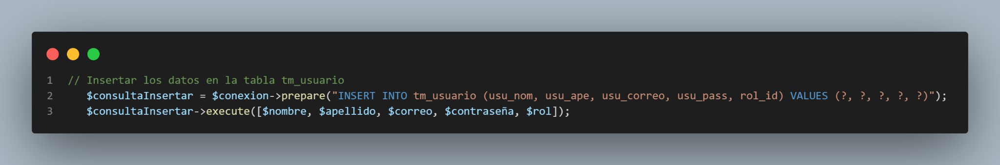 1 // Insertar los datos en la tabla tm_usuario
2 $consultaInsertar = $conexion->prepare("INSERT INTO tm_usuario (usu_nom, usu_ape, usu_correo, usu_pass, rol_id) VALUES (?, ?, ?, ?, ?)");
3 $consultaInsertar->execute([$nombre, $apellido, $correo, $contraseña, $rol]);